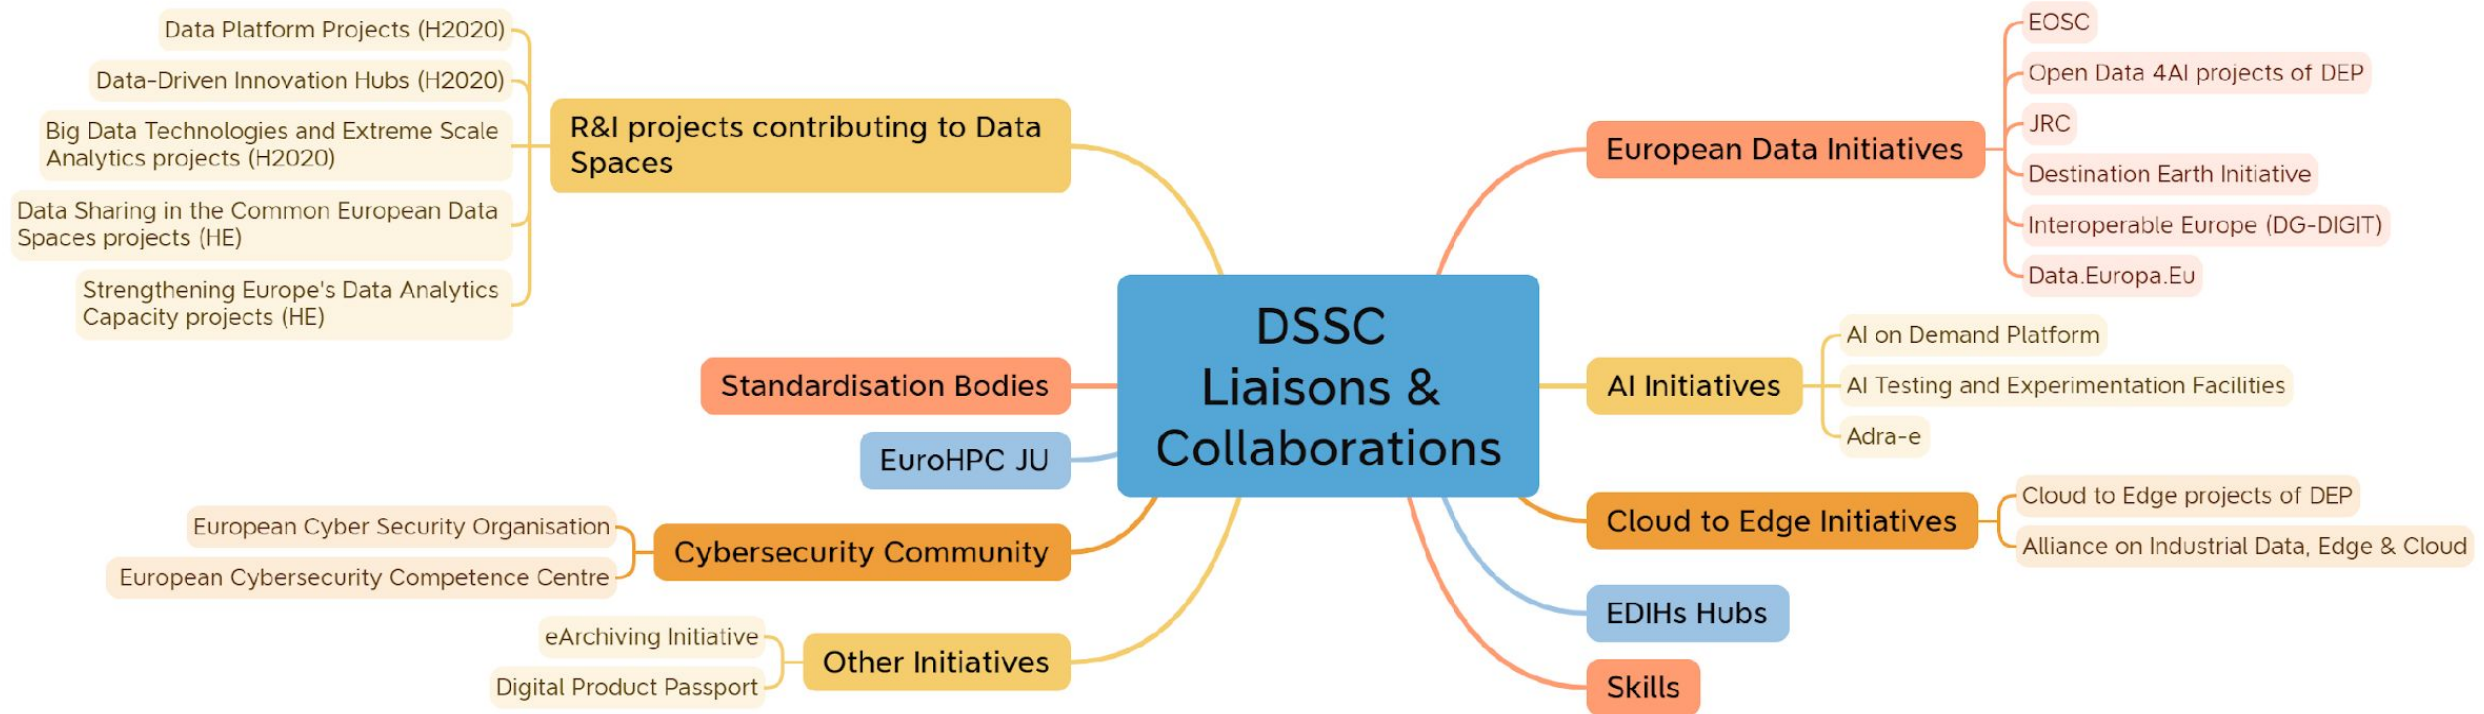 DSSC
Liaisons &
Collaborations
R&I projects contributing to Data
Spaces
Data Platform Projects (H2020)
Data-Driven Innovation Hubs (H2020)
Big Data Technologies and Extreme Scale
Analytics projects (H2020)
Data Sharing in the Common European Data
Spaces projects (HE)
Strengthening Europe's Data Analytics
Capacity projects (HE)
Standardisation Bodies
EuroHPC JU
Cybersecurity Community
European Cyber Security Organisation
European Cybersecurity Competence Centre
Other Initiatives
eArchiving Initiative
Digital Product Passport
European Data Initiatives
EOSC
Open Data 4AI projects of DEP
JRC
Destination Earth Initiative
Interoperable Europe (DG-DIGIT)
Data.Europa.Eu
AI Initiatives
AI on Demand Platform
AI Testing and Experimentation Facilities
Adra-e
Cloud to Edge Initiatives
Cloud to Edge projects of DEP
Alliance on Industrial Data, Edge & Cloud
EDIHs Hubs
Skills